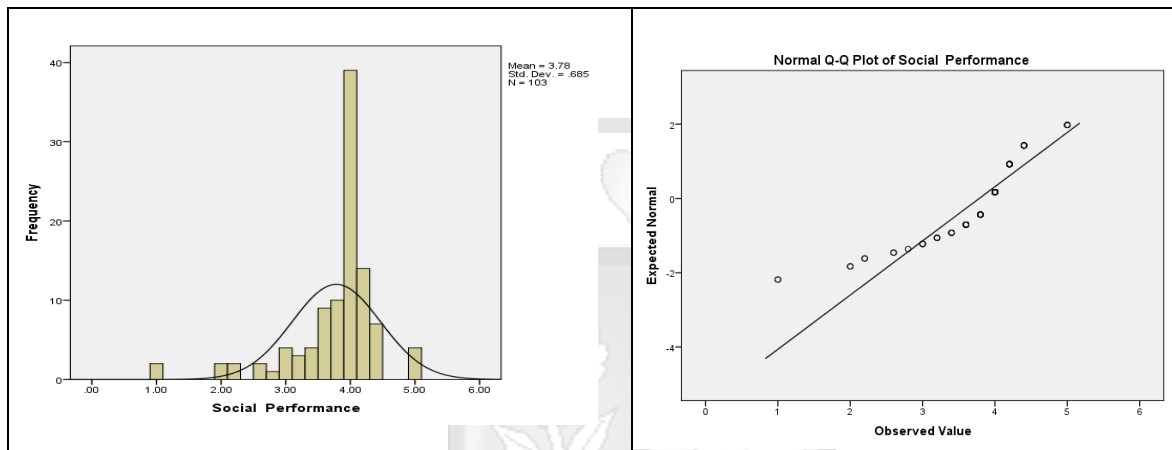 Mean = 3.78
Std. Dev. = .685
N = 103
40
30
20
10
0
Frequency
.00 1.00 2.00 3.00 4.00 5.00 6.00
Social Performance
Normal Q-Q Plot of Social Performance
2
0
-2
-4
Expected Normal
0 1 2 3 4 5 6
Observed Value